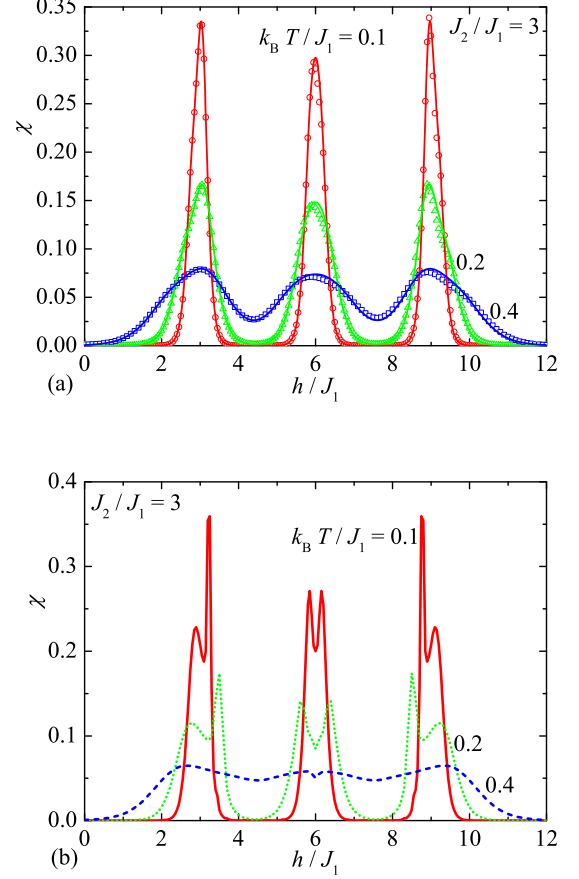 0.35
k_B T / J_1 = 0.1
J_2 / J_1 = 3
0.30
0.25
χ
0.20
0.15
0.10
0.2
0.05
0.4
0.00
0 2 4 6 8 10 12
(a)
h / J_1
0.4
J_2 / J_1 = 3
k_B T / J_1 = 0.1
0.3
χ
0.2
0.1
0.2
0.4
0.0
0 2 4 6 8 10 12
(b)
h / J_1